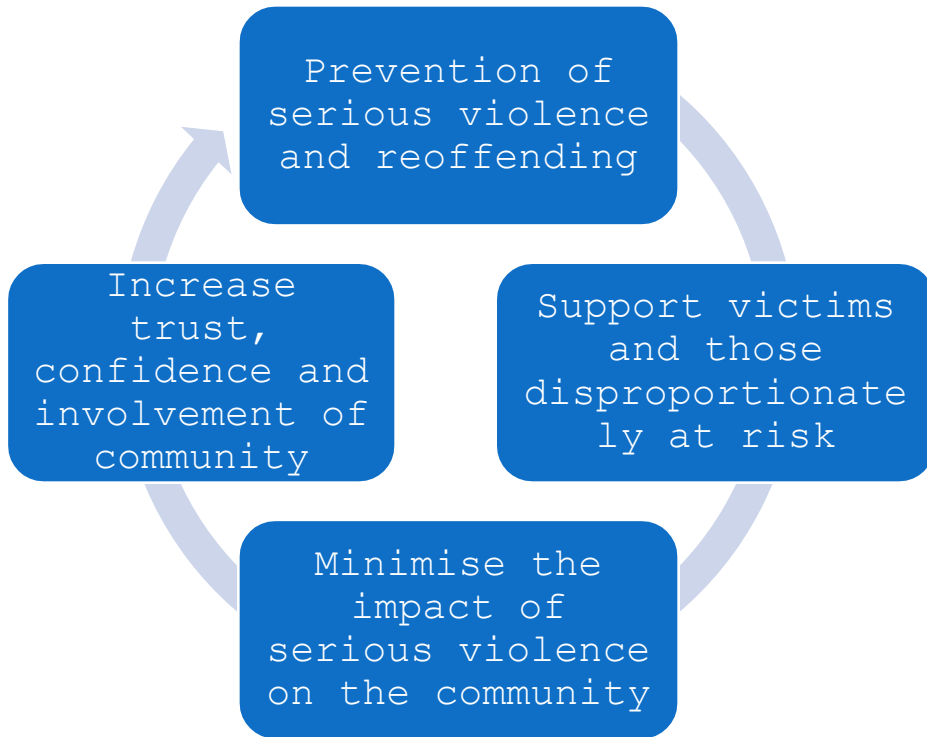 Prevention of
serious violence
and reoffending
Support victims
and those
disproportionate
ly at risk
Minimise the
impact of
serious violence
on the community
Increase
trust,
confidence and
involvement of
community